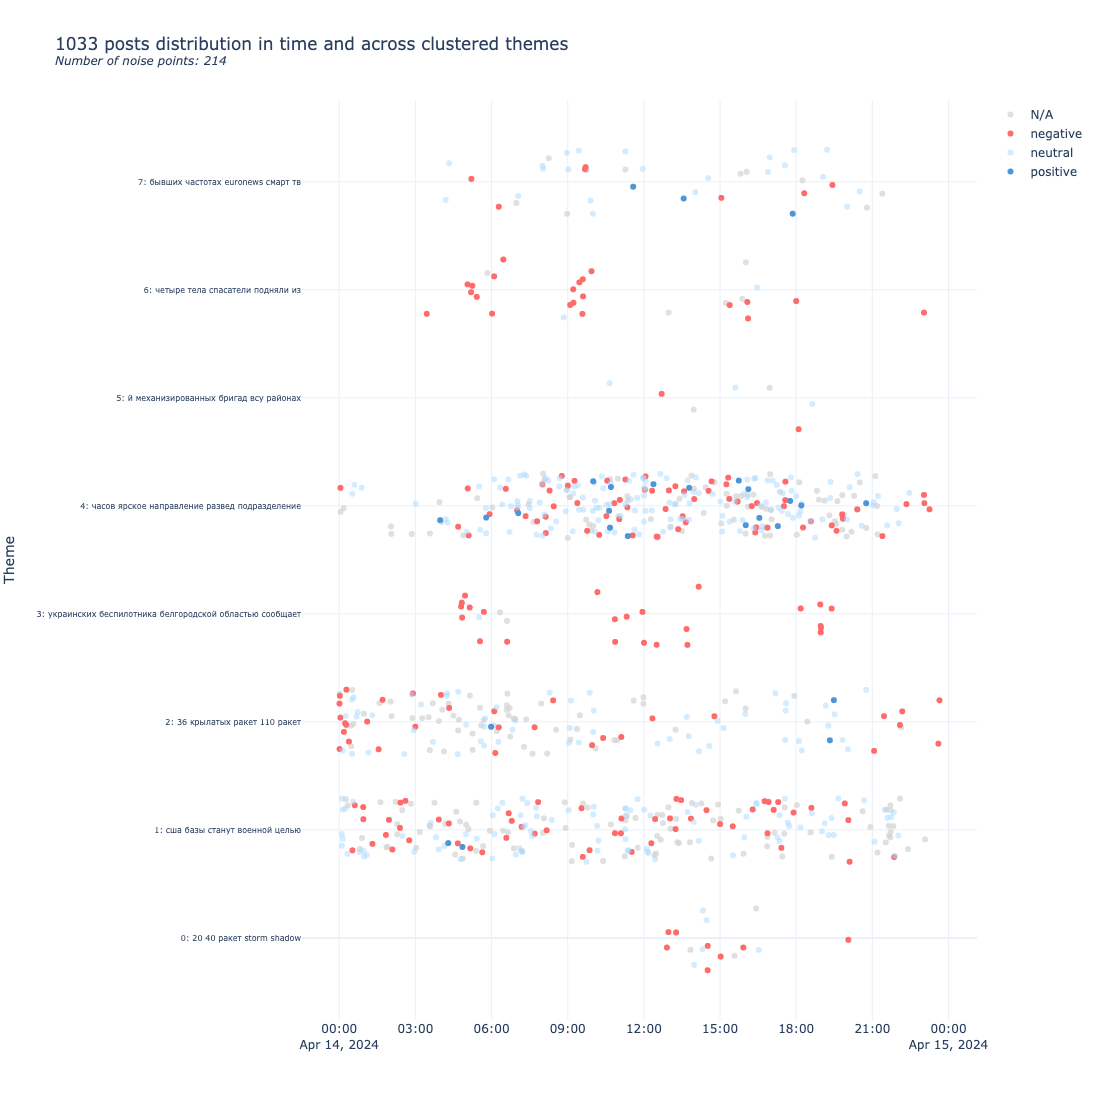 1033 posts distribution in time and across clustered themes
Number of noise points: 214
N/A
negative
neutral
positive
7: бывших частотах euronews смарт тв
6: четыре тела спасатели подняли из
5: й механизированных бригад всу районах
4: часов ярское направление развед подразделение
Theme
3: украинских беспилотника белгородской областью сообщает
2: 36 крылатых ракет 110 ракет
1: сша базы станут военной целью
0: 20 40 ракет storm shadow
00:00 03:00 06:00 09:00 12:00 15:00 18:00 21:00 00:00
Apr 14, 2024 Apr 15, 2024